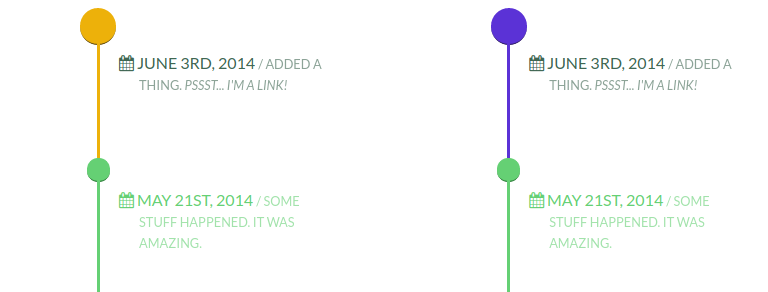 JUNE 3RD, 2014 / ADDED A
THING. PSSST... I'M A LINK!
MAY 21ST, 2014 / SOME
STUFF HAPPENED. IT WAS
AMAZING.
JUNE 3RD, 2014 / ADDED A
THING. PSSST... I'M A LINK!
MAY 21ST, 2014 / SOME
STUFF HAPPENED. IT WAS
AMAZING.